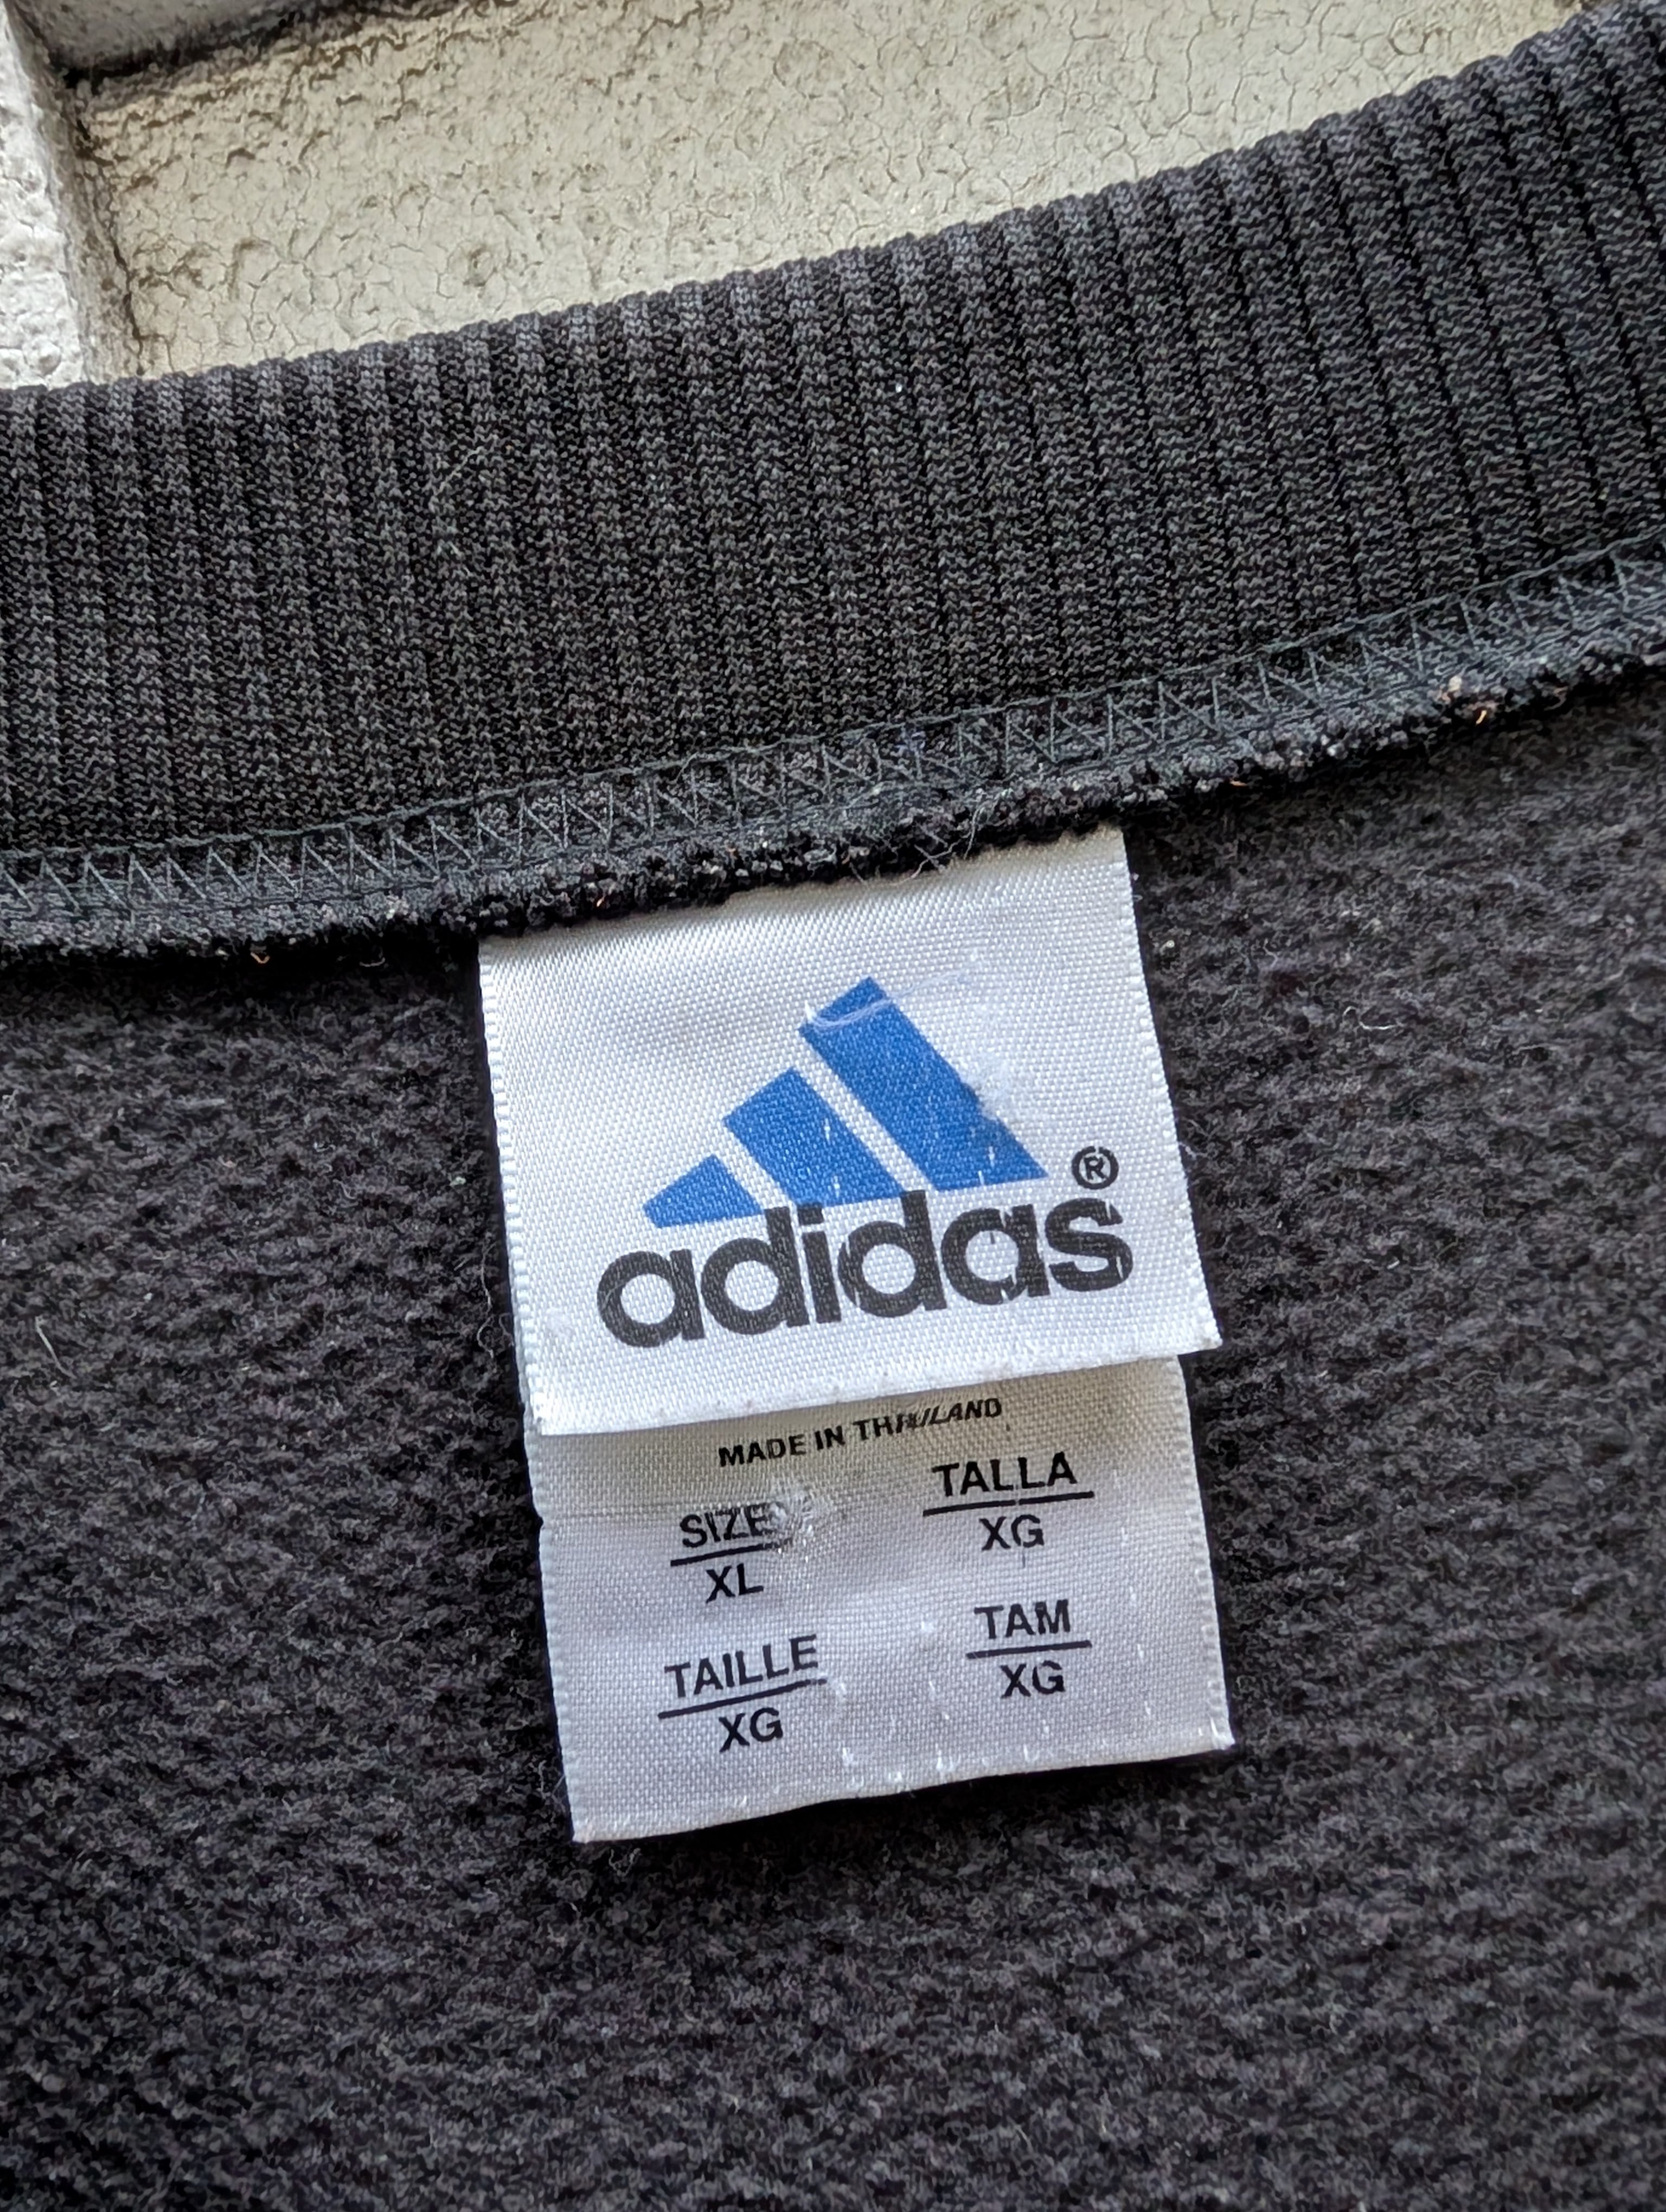 adidas®
MADE IN THAILAND
SIZE
XL
TALLA
XG
TAILLE
XG
TAM
XG